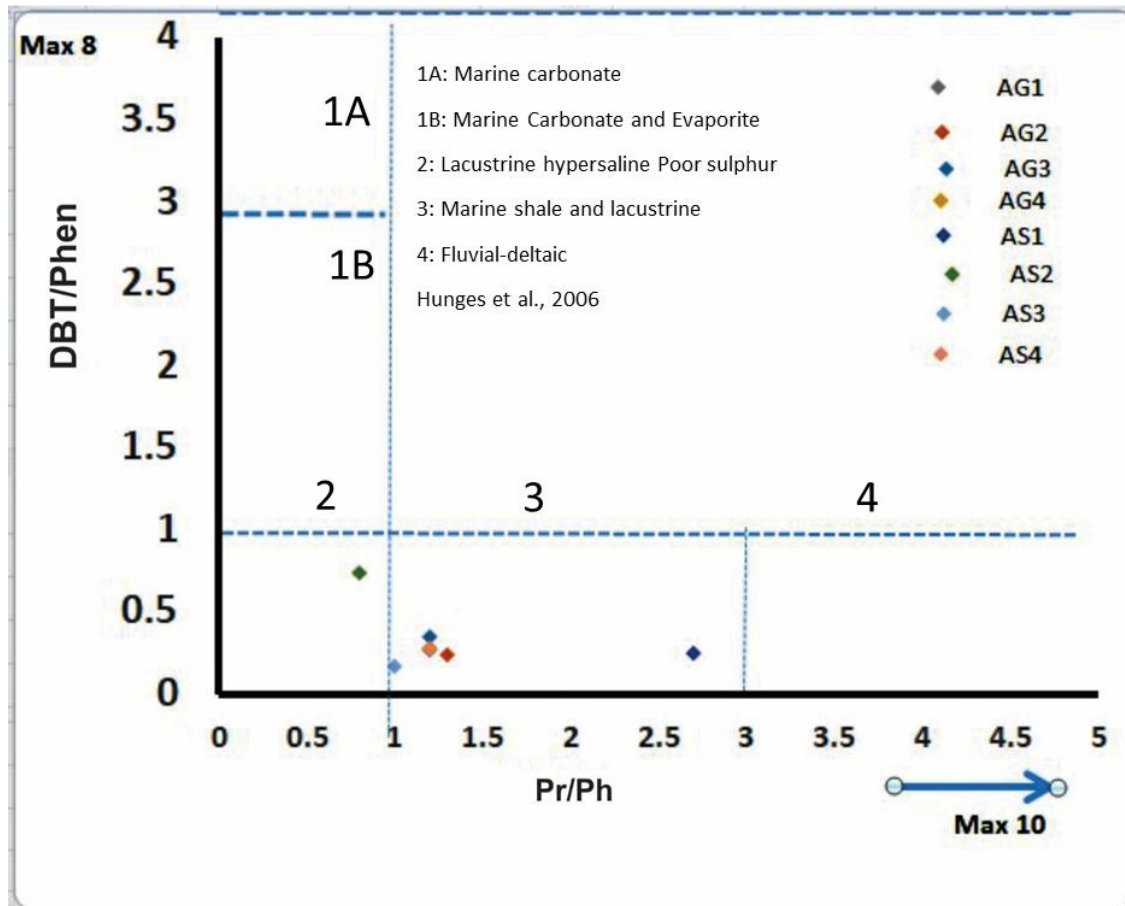 Max 8
4
3.5
3
2.5
2
1.5
1
0.5
0
DBT/Phen
1A
1B
2
3
4
1A: Marine carbonate
1B: Marine Carbonate and Evaporite
2: Lacustrine hypersaline Poor sulphur
3: Marine shale and lacustrine
4: Fluvial-deltaic
Hunges et al., 2006
AG1
AG2
AG3
AG4
AS1
AS2
AS3
AS4
0 0.5 1 1.5 2 2.5 3 3.5 4 4.5 5
Pr/Ph
Max 10